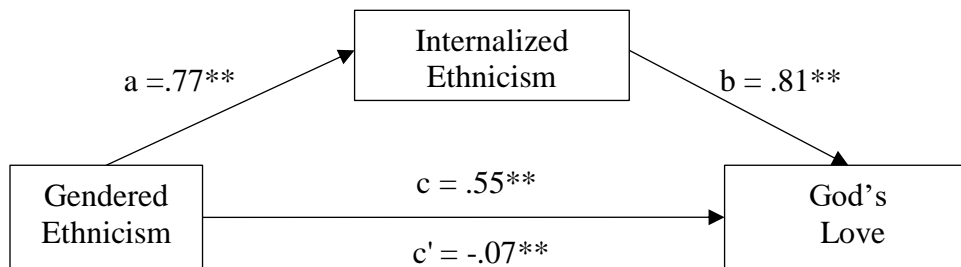 Internalized
Ethnicism
a =.77**
b = .81**
Gendered
Ethnicism
c = .55**
c' = -.07**
God’s
Love